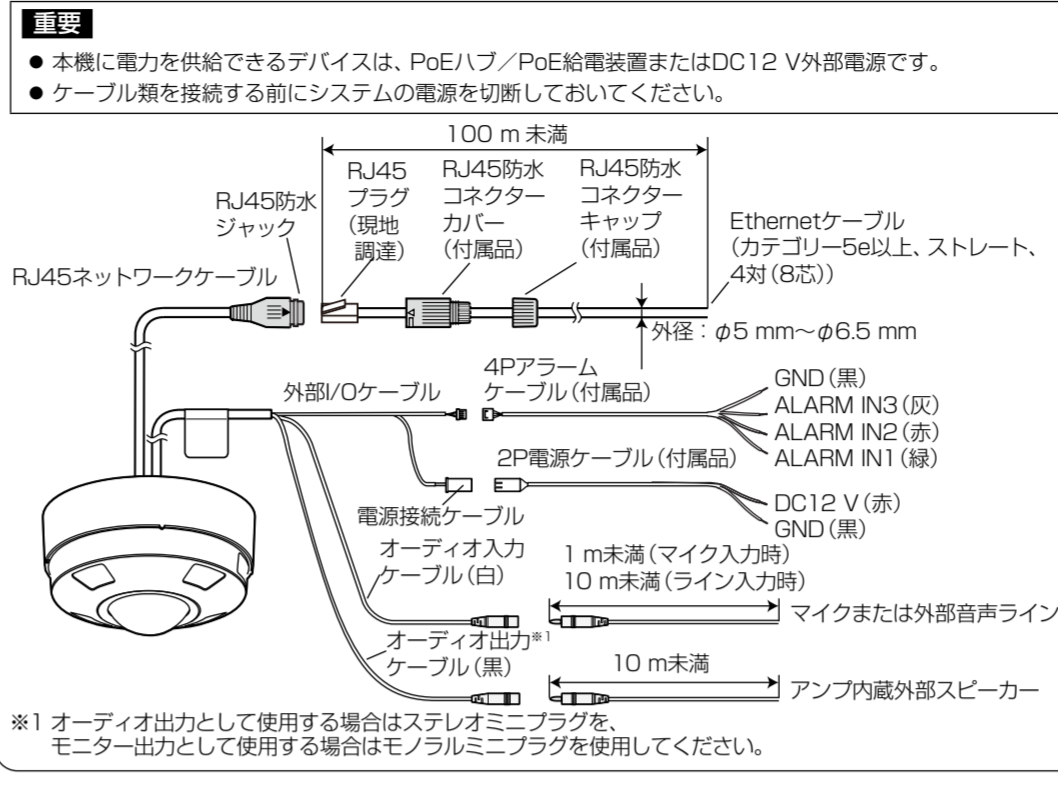 重要
● 本機に電力を供給できるデバイスは、PoEハブ／PoE給電装置またはDC12 V外部電源です。
● ケーブル類を接続する前にシステムの電源を切断しておいてください。
100 m 未満
RJ45防水
ジャック
RJ45
プラグ
（現地
調達）
RJ45防水
コネクター
カバー
（付属品）
RJ45防水
コネクター
キャップ
（付属品）
Ethernetケーブル
（カテゴリー5e以上、ストレート、
4対（8芯））
RJ45ネットワークケーブル
外径：φ5 mm～φ6.5 mm
外部I/Oケーブル
4Pアラーム
ケーブル（付属品）
GND（黒）
ALARM IN3（灰）
ALARM IN2（赤）
ALARM IN1（緑）
2P電源ケーブル（付属品）
電源接続ケーブル
DC12 V（赤）
GND（黒）
オーディオ入力
ケーブル（白）
1 m未満（マイク入力時）
10 m未満（ライン入力時）
マイクまたは外部音声ライン
オーディオ出力※1
ケーブル（黒）
10 m未満
アンプ内蔵外部スピーカー
※1 オーディオ出力として使用する場合はステレオミニプラグを、
モニター出力として使用する場合はモノラルミニプラグを使用してください。